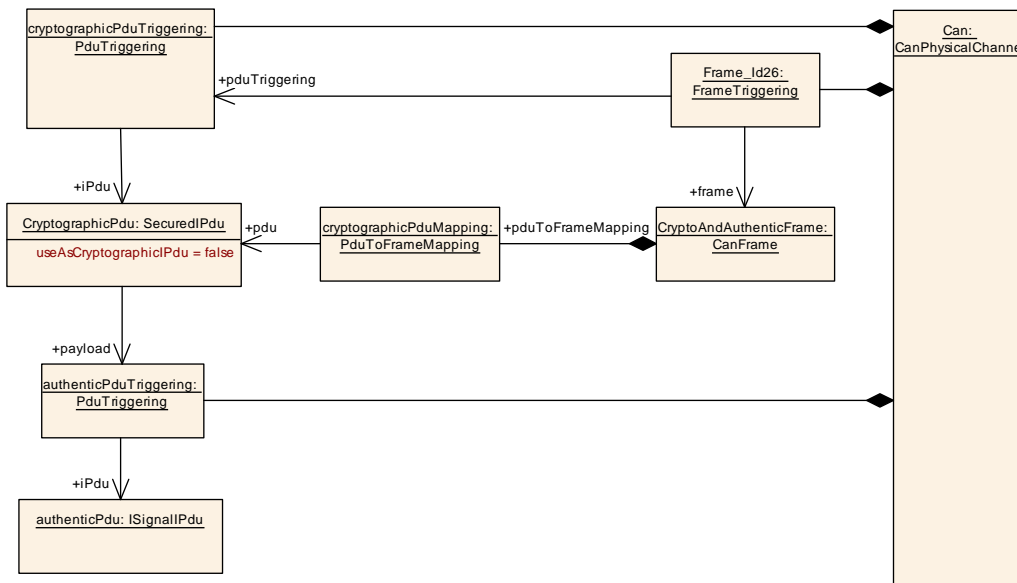 cryptographicPduTriggering:
PduTriggering
Can:
CanPhysicalChanne
+pduTriggering
Frame_Id26:
FrameTriggering
+iPdu
+frame
CryptographicPdu: SecuredIPdu
useAsCryptographicIPdu = false
+pdu
cryptographicPduMapping:
PduToFrameMapping
+pduToFrameMapping
CryptoAndAuthenticFrame:
CanFrame
+payload
authenticPduTriggering:
PduTriggering
+iPdu
authenticPdu: ISignalIPdu